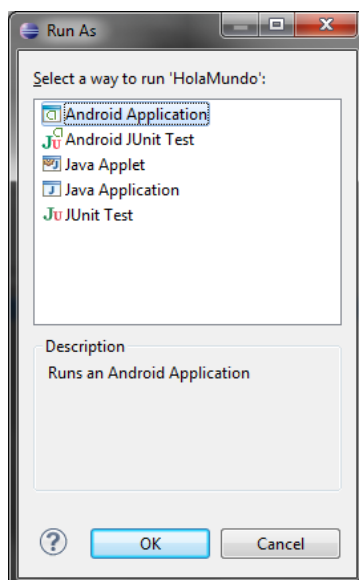 Run As
Select a way to run 'HolaMundo':
Android Application
Android JUnit Test
Java Applet
Java Application
JUnit Test
Description
Runs an Android Application
OK
Cancel